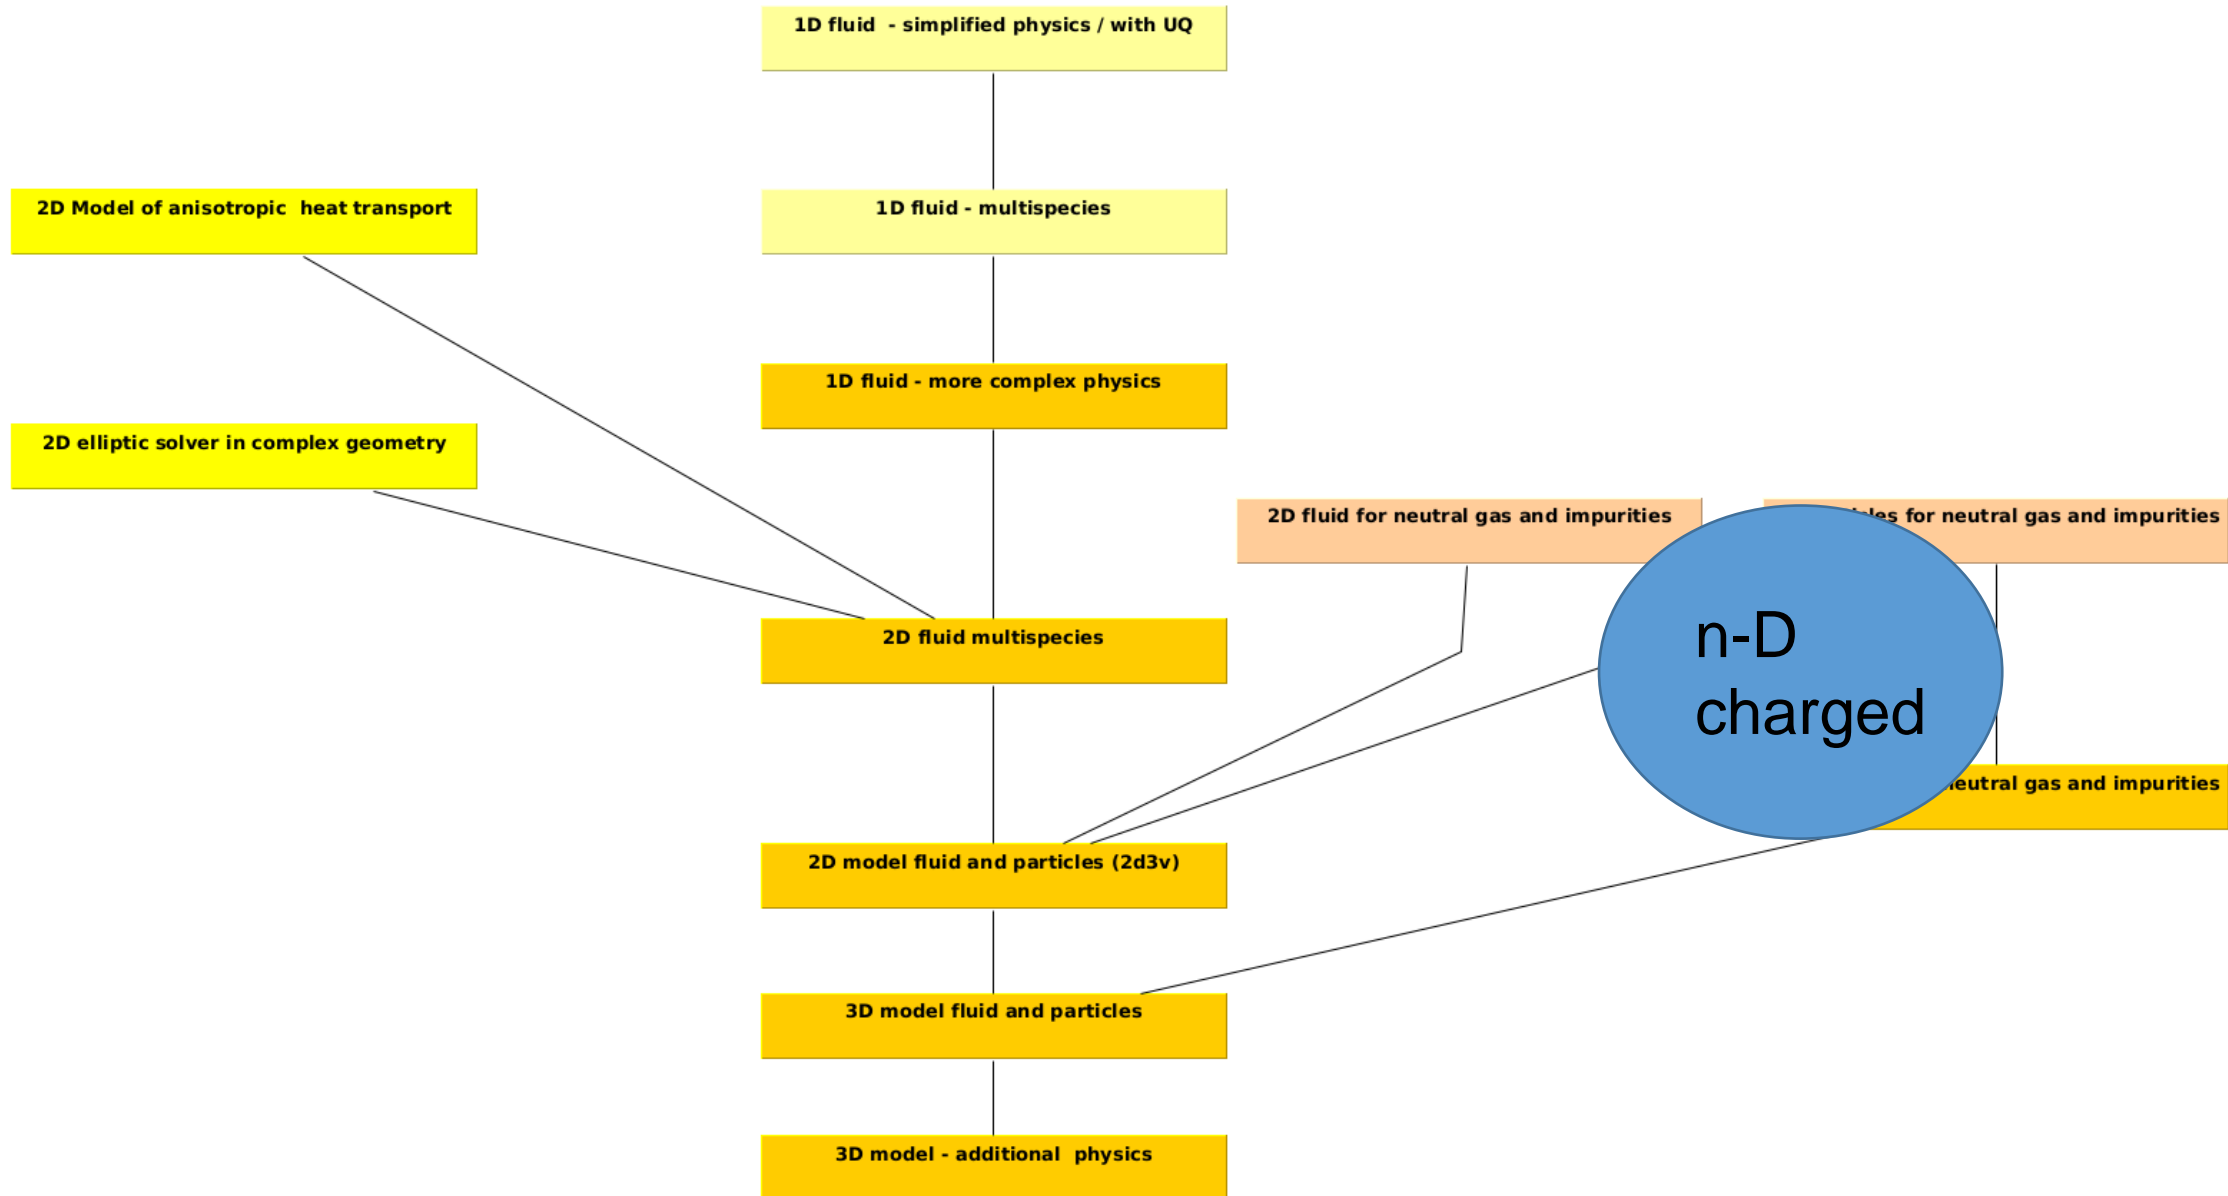 1D fluid - simplified physics / with UQ
2D Model of anisotropic heat transport
1D fluid - multispecies
1D fluid - more complex physics
2D elliptic solver in complex geometry
2D fluid for neutral gas and impurities
for neutral gas and impurities
2D fluid multispecies
n-D
charged
gas and impurities
2D model fluid and particles (2d3v)
3D model fluid and particles
3D model - additional physics